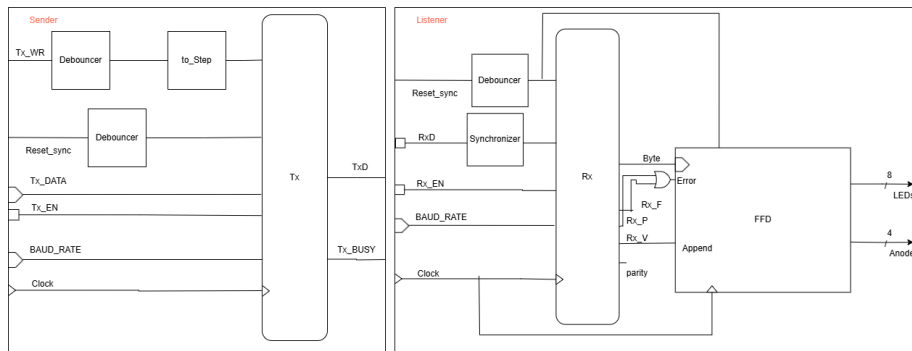 Sender
Tx_WR
Debouncer
to_Step
Debouncer
Reset_sync
Tx
TxD
Tx_DATA
Tx_EN
BAUD_RATE
Tx_BUSY
Clock
Listener
Debouncer
Reset_sync
RxD
Synchronizer
Rx
Byte
Rx_EN
Error
Rx_F
BAUD_RATE
Rx_P
Rx_V
Append
FFD
8
LEDs
4
Anode
Clock
parity